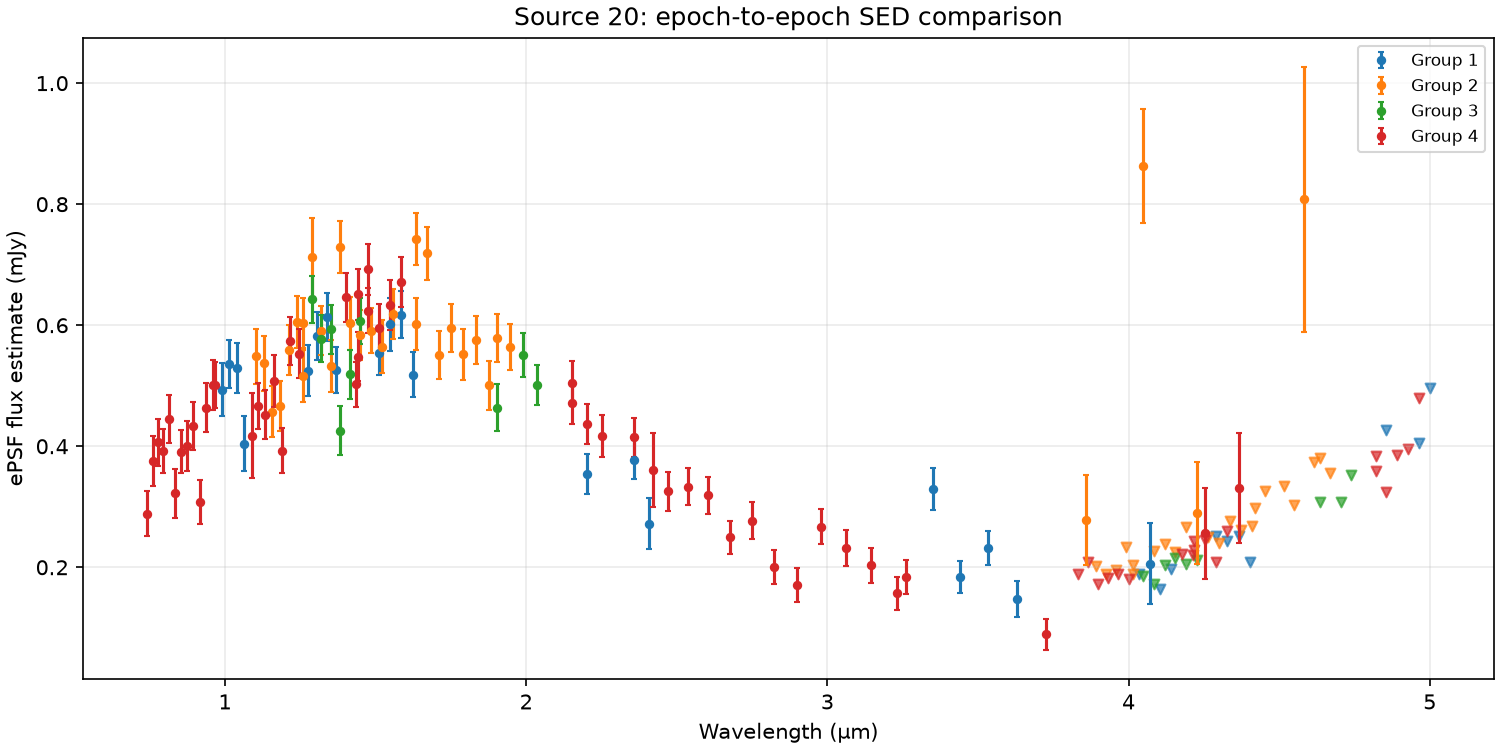 Source 20: epoch-to-epoch SED comparison
Group 1
Group 2
Group 3
Group 4
ePSF flux estimate (mJy)
1.0
0.8
0.6
0.4
0.2
1 2 3 4 5
Wavelength (μm)